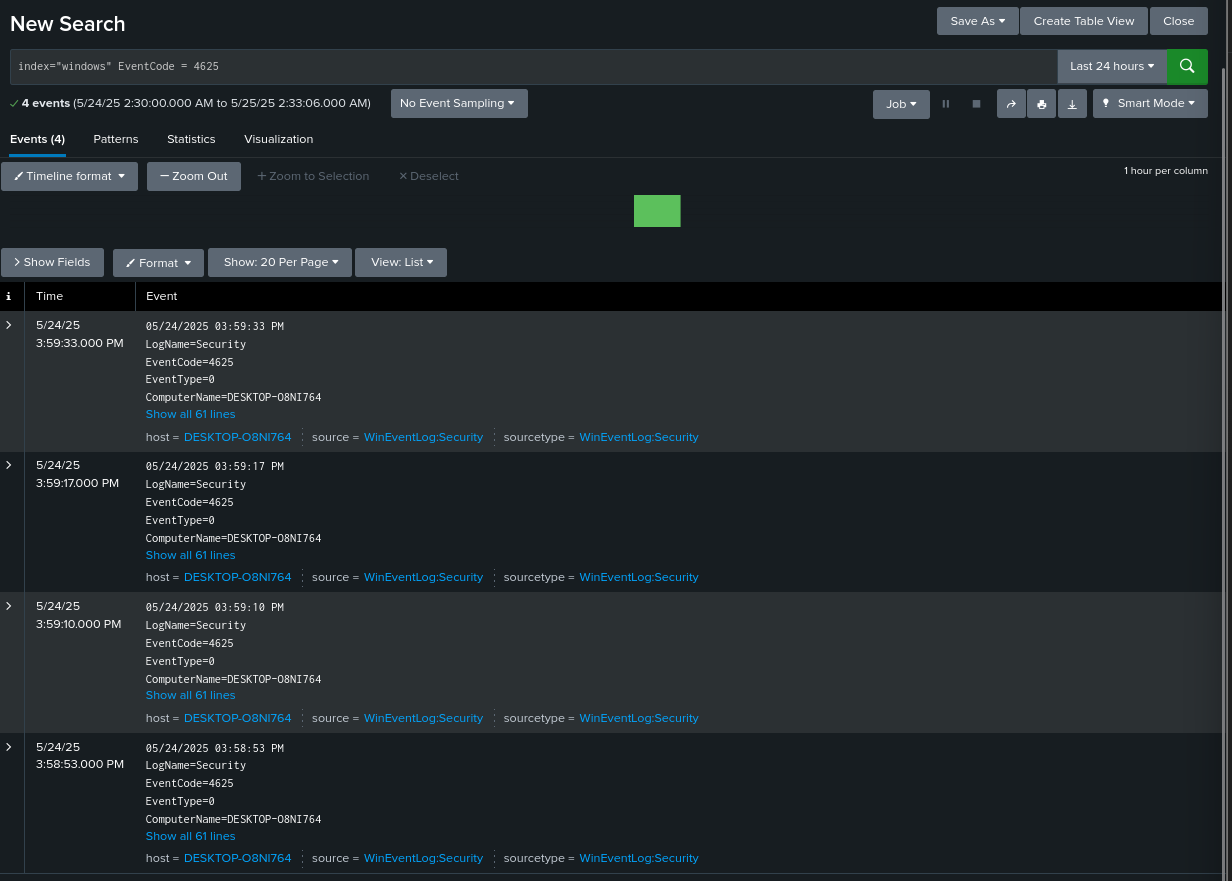 New Search
Save As
Create Table View
Close
index="windows" EventCode = 4625
Last 24 hours
4 events (5/24/25 2:30:00.000 AM to 5/25/25 2:33:06.000 AM)
No Event Sampling
Job
Smart Mode
Events (4)
Patterns
Statistics
Visualization
Timeline format
— Zoom Out
+ Zoom to Selection
× Deselect
1 hour per column
> Show Fields
Format
Show: 20 Per Page
View: List
i
Time
Event
5/24/25
3:59:33.000 PM
05/24/2025 03:59:33 PM
LogName=Security
EventCode=4625
EventType=0
ComputerName=DESKTOP-O8NI764
Show all 61 lines
host = DESKTOP-O8NI764
source = WinEventLog:Security
sourcetype = WinEventLog:Security
5/24/25
3:59:17.000 PM
05/24/2025 03:59:17 PM
LogName=Security
EventCode=4625
EventType=0
ComputerName=DESKTOP-O8NI764
Show all 61 lines
host = DESKTOP-O8NI764
source = WinEventLog:Security
sourcetype = WinEventLog:Security
5/24/25
3:59:10.000 PM
05/24/2025 03:59:10 PM
LogName=Security
EventCode=4625
EventType=0
ComputerName=DESKTOP-O8NI764
Show all 61 lines
host = DESKTOP-O8NI764
source = WinEventLog:Security
sourcetype = WinEventLog:Security
5/24/25
3:58:53.000 PM
05/24/2025 03:58:53 PM
LogName=Security
EventCode=4625
EventType=0
ComputerName=DESKTOP-O8NI764
Show all 61 lines
host = DESKTOP-O8NI764
source = WinEventLog:Security
sourcetype = WinEventLog:Security